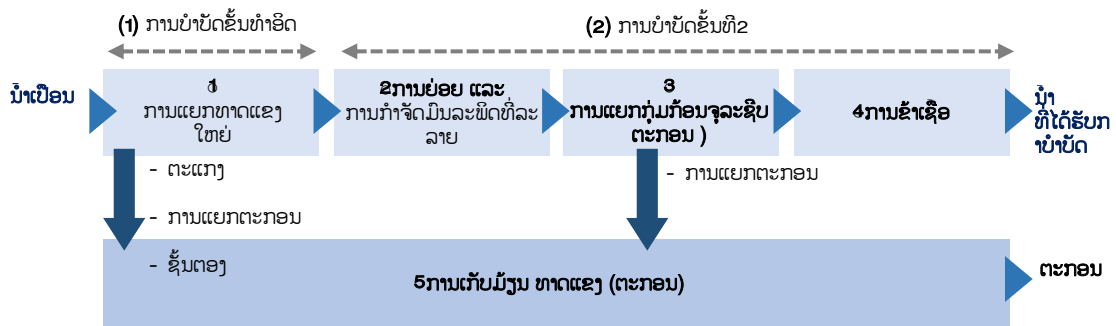 (1) ການບຳບັດຂັ້ນທຳອິດ
(2) ການບຳບັດຂັ້ນທີ2
ນ້ຳເປື່ອນ
1
ການແຍກທາດແຂງ
ໃຫຍ່
2ການຍ່ອຍ ແລະ
ການກຳຈັດມົນລະພິດທີ່ລະ
ລາຍ
3
ການແຍກກຸ່ມກ້ອນຈຸລະຊີບ
ຕະກອນ )
4ການຂ້າເຊື້ອ
ນ້ຳ
ທີ່ໄດ້ຮັບກ
າບຳບັດ
- ຕະແກງ
- ການແຍກຕະກອນ
- ຊັ້ນຕອງ
- ການແຍກຕະກອນ
5ການເກັບມ້ຽນ ທາດແຂງ (ຕະກອນ)
ຕະກອນ